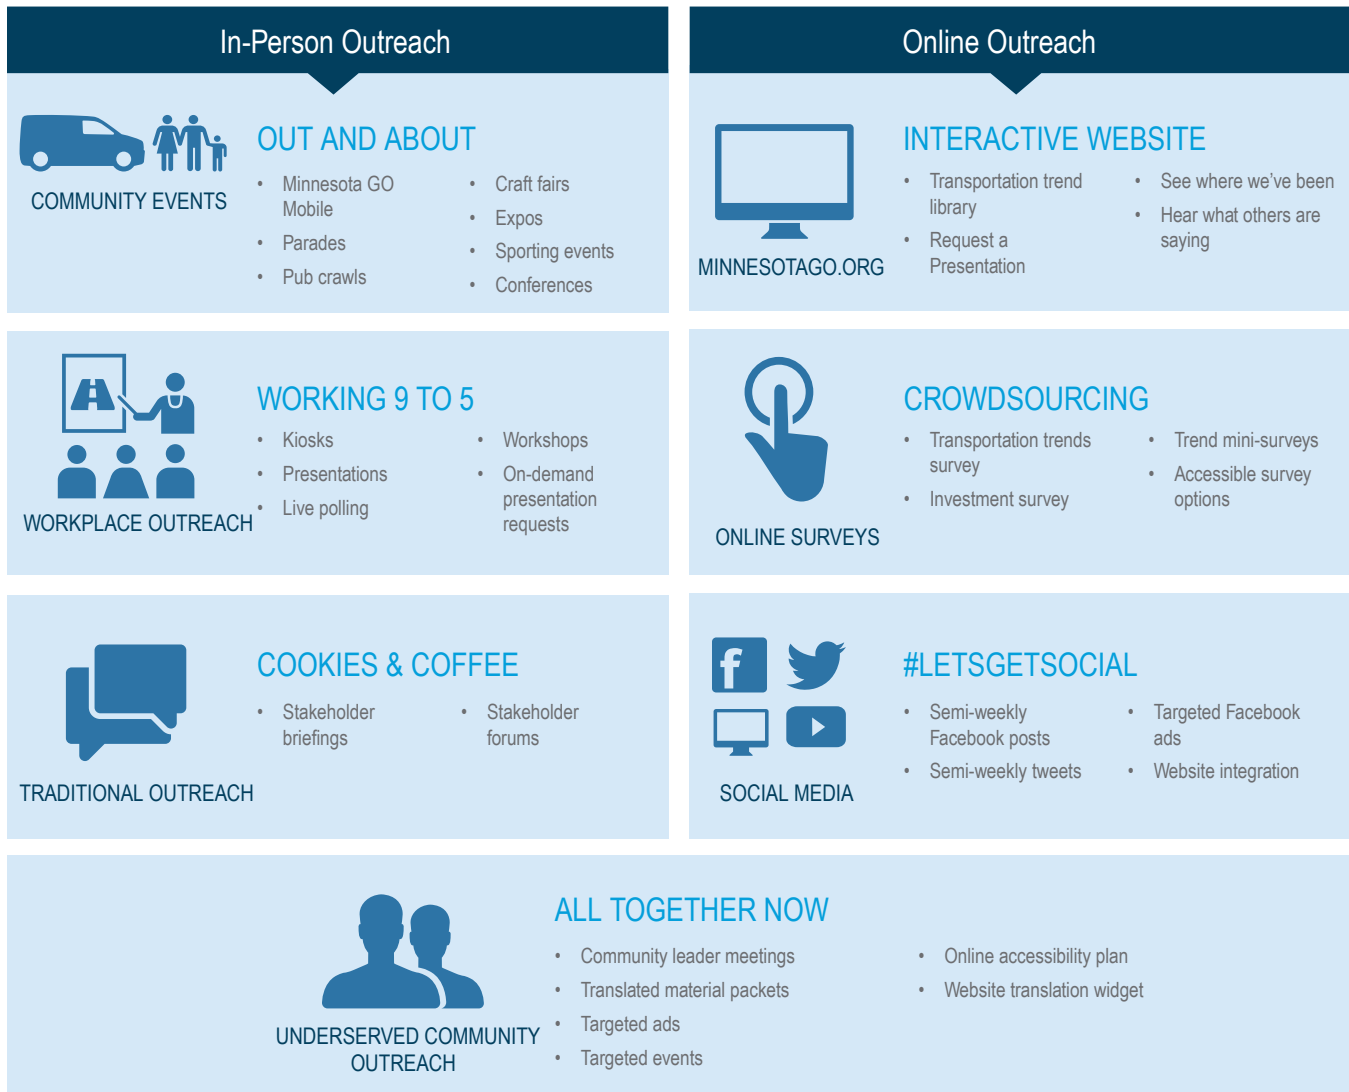 In-Person Outreach
COMMUNITY EVENTS
OUT AND ABOUT
• Minnesota GO
Mobile
• Parades
• Pub crawls
• Craft fairs
• Expos
• Sporting events
• Conferences
WORKPLACE OUTREACH
WORKING 9 TO 5
• Kiosks
• Presentations
• Live polling
• Workshops
• On-demand
presentation
requests
TRADITIONAL OUTREACH
COOKIES & COFFEE
• Stakeholder
briefings
• Stakeholder
forums
Online Outreach
MINNESOTAGO.ORG
INTERACTIVE WEBSITE
• Transportation trend
library
• Request a
Presentation
• See where we've been
• Hear what others are
saying
ONLINE SURVEYS
CROWDSOURCING
• Transportation trends
survey
• Investment survey
• Trend mini-surveys
• Accessible survey
options
SOCIAL MEDIA
#LETSGETSOCIAL
• Semi-weekly
Facebook posts
• Semi-weekly tweets
• Targeted Facebook
ads
• Website integration
UNDERSERVED COMMUNITY
OUTREACH
ALL TOGETHER NOW
• Community leader meetings
• Translated material packets
• Targeted ads
• Targeted events
• Online accessibility plan
• Website translation widget